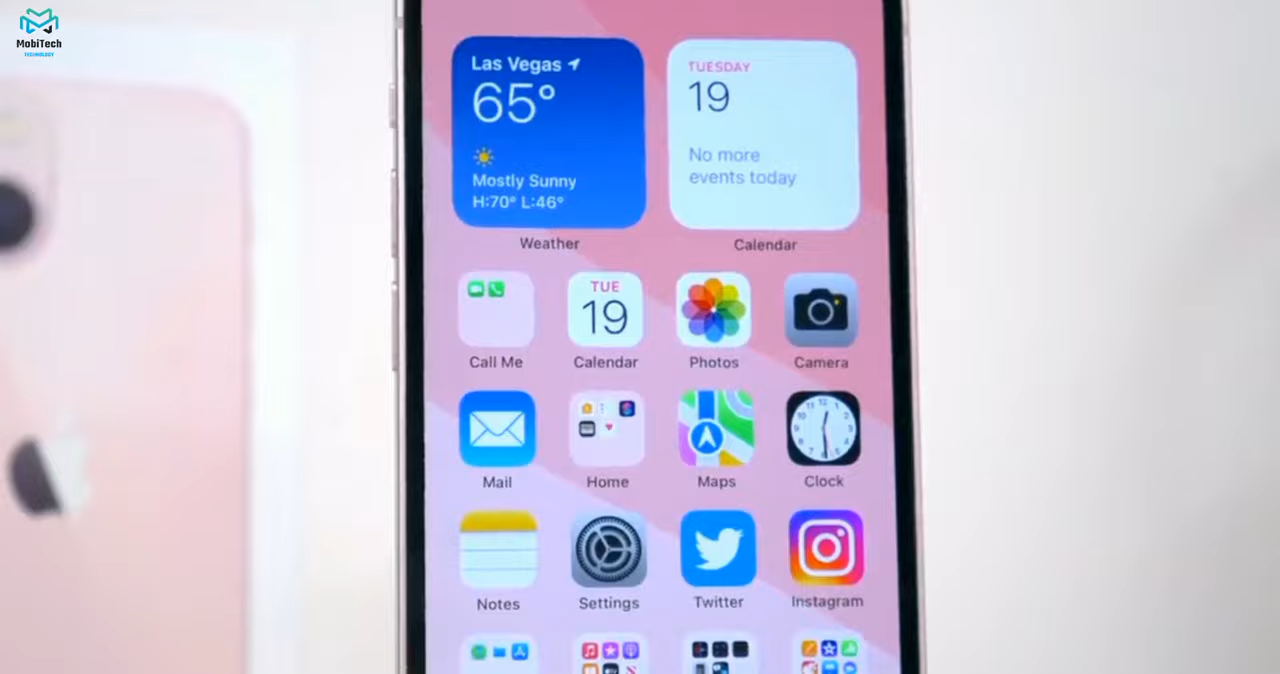 MobiTech
TECHNOLOGY
Las Vegas
65°
Mostly Sunny
H:70° L:46°
Weather
TUESDAY
19
No more
events today
Calendar
Call Me
TUE
19
Calendar
Photos
Camera
Mail
Home
Maps
Clock
Notes
Settings
Twitter
Instagram